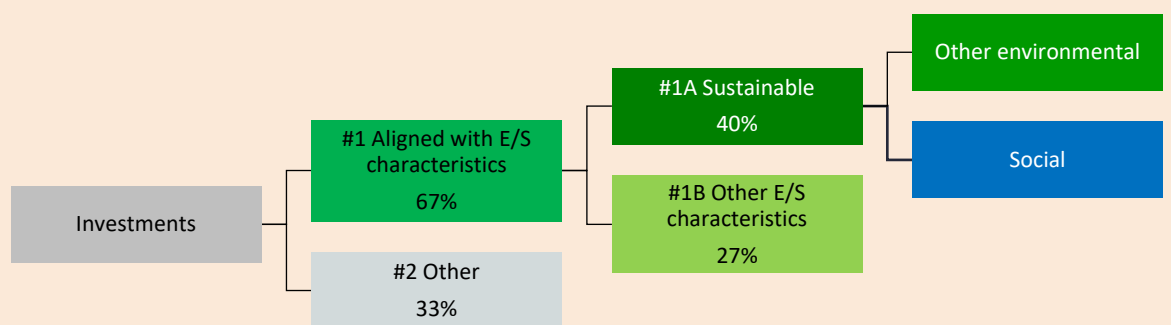 Investments
#1 Aligned with E/S
characteristics
67%
#2 Other
33%
#1A Sustainable
40%
#1B Other E/S
characteristics
27%
Other environmental
Social